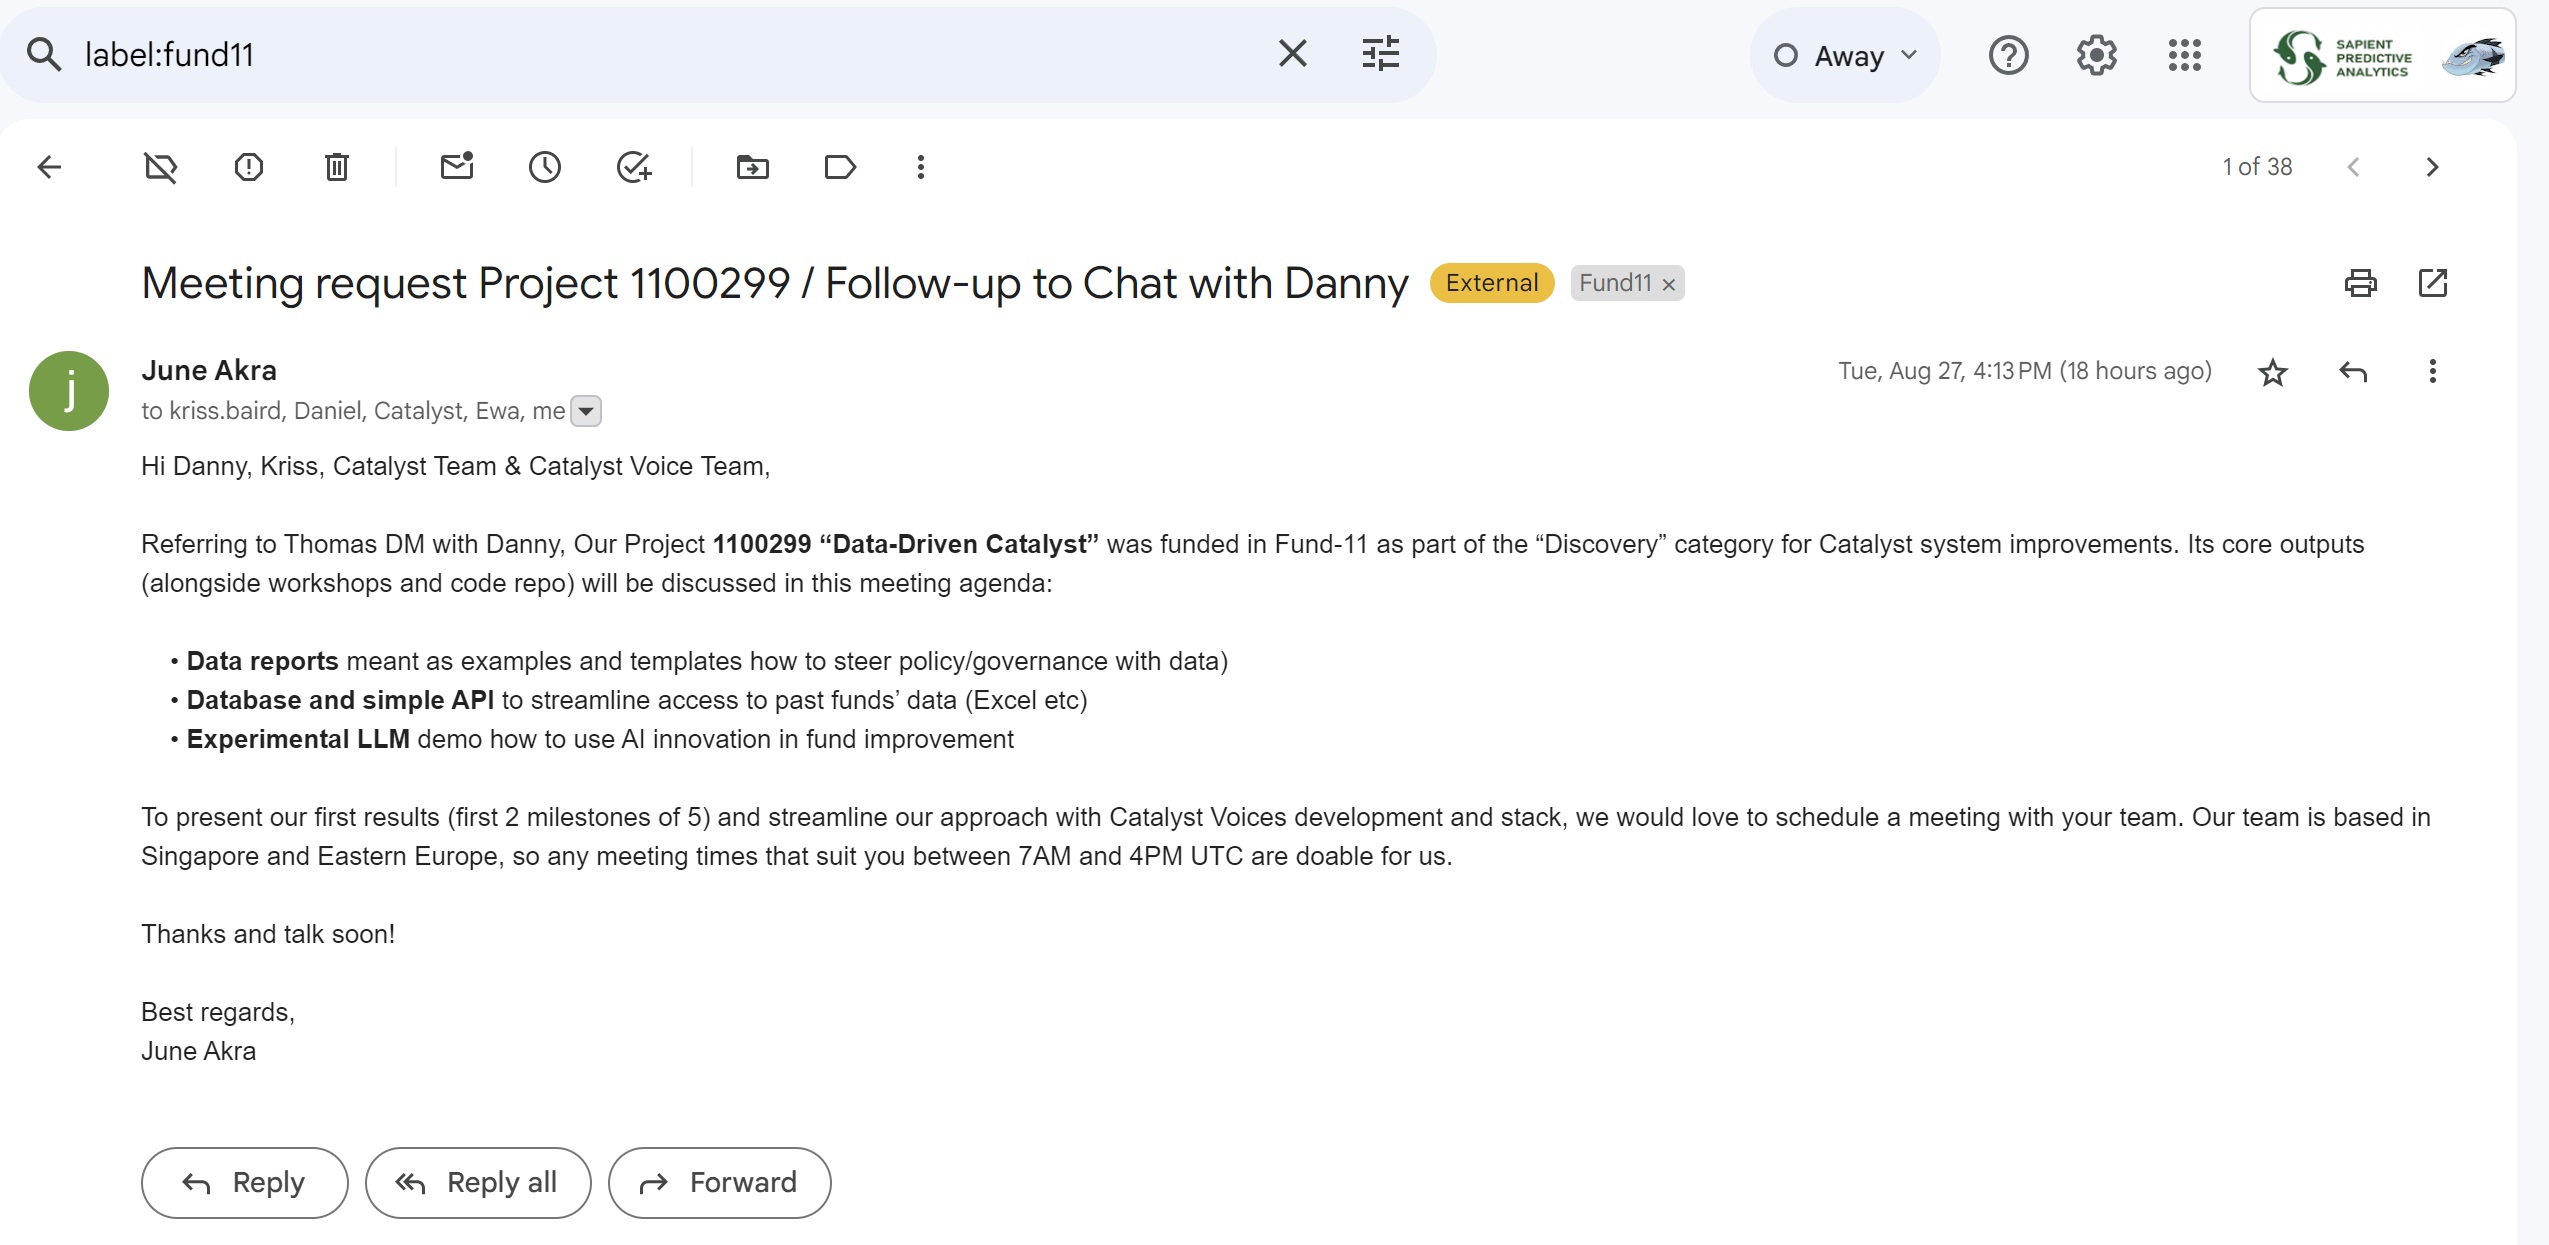 label:fund11
Away
SAPIENT
PREDICTIVE
ANALYTICS
1 of 38
Meeting request Project 1100299 / Follow-up to Chat with Danny External Fund11 ×
j
June Akra
Tue, Aug 27, 4:13 PM (18 hours ago)
to kriss.baird, Daniel, Catalyst, Ewa, me
Hi Danny, Kriss, Catalyst Team & Catalyst Voice Team,
Referring to Thomas DM with Danny, Our Project 1100299 “Data-Driven Catalyst” was funded in Fund-11 as part of the “Discovery” category for Catalyst system improvements. Its core outputs
(alongside workshops and code repo) will be discussed in this meeting agenda:
• Data reports meant as examples and templates how to steer policy/governance with data)
• Database and simple API to streamline access to past funds’ data (Excel etc)
• Experimental LLM demo how to use AI innovation in fund improvement
To present our first results (first 2 milestones of 5) and streamline our approach with Catalyst Voices development and stack, we would love to schedule a meeting with your team. Our team is based in
Singapore and Eastern Europe, so any meeting times that suit you between 7AM and 4PM UTC are doable for us.
Thanks and talk soon!
Best regards,
June Akra
Reply
Reply all
Forward